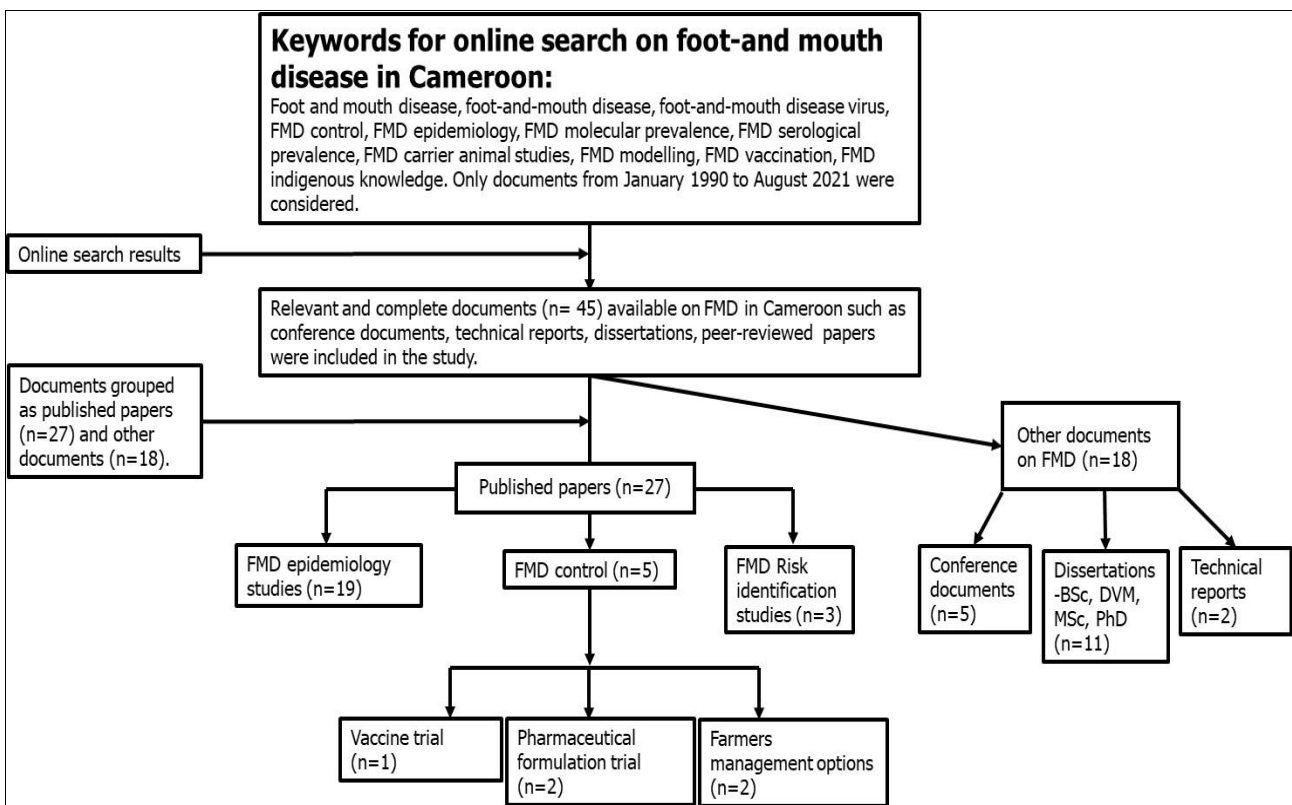 Keywords for online search on foot-and mouth
disease in Cameroon:
Foot and mouth disease, foot-and-mouth disease, foot-and-mouth disease virus,
FMD control, FMD epidemiology, FMD molecular prevalence, FMD serological
prevalence, FMD carrier animal studies, FMD modelling, FMD vaccination, FMD
indigenous knowledge. Only documents from January 1990 to August 2021 were
considered.
Online search results
Relevant and complete documents (n= 45) available on FMD in Cameroon such as
conference documents, technical reports, dissertations, peer-reviewed papers
were included in the study.
Documents grouped
as published papers
(n=27) and other
documents (n=18).
Other documents
on FMD (n=18)
Published papers (n=27)
FMD epidemiology
studies (n=19)
FMD control (n=5)
FMD Risk
identification
studies (n=3)
Conference
documents
(n=5)
Dissertations
-BSc, DVM,
MSc, PhD
(n=11)
Technical
reports
(n=2)
Vaccine trial
(n=1)
Pharmaceutical
formulation trial
(n=2)
Farmers
management options
(n=2)